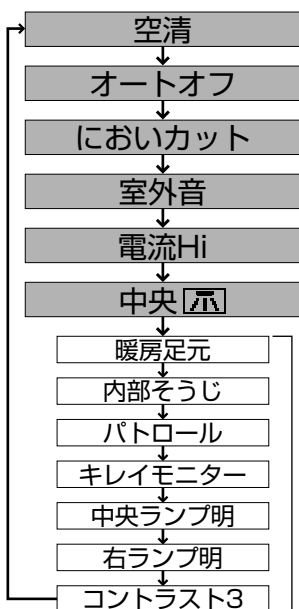 空清
オートオフ
においカット
室外音
電流Hi
中央
暖房足元
内部そうじ
パトロール
キレイモニター
中央ランプ明
右ランプ明
コントラスト3